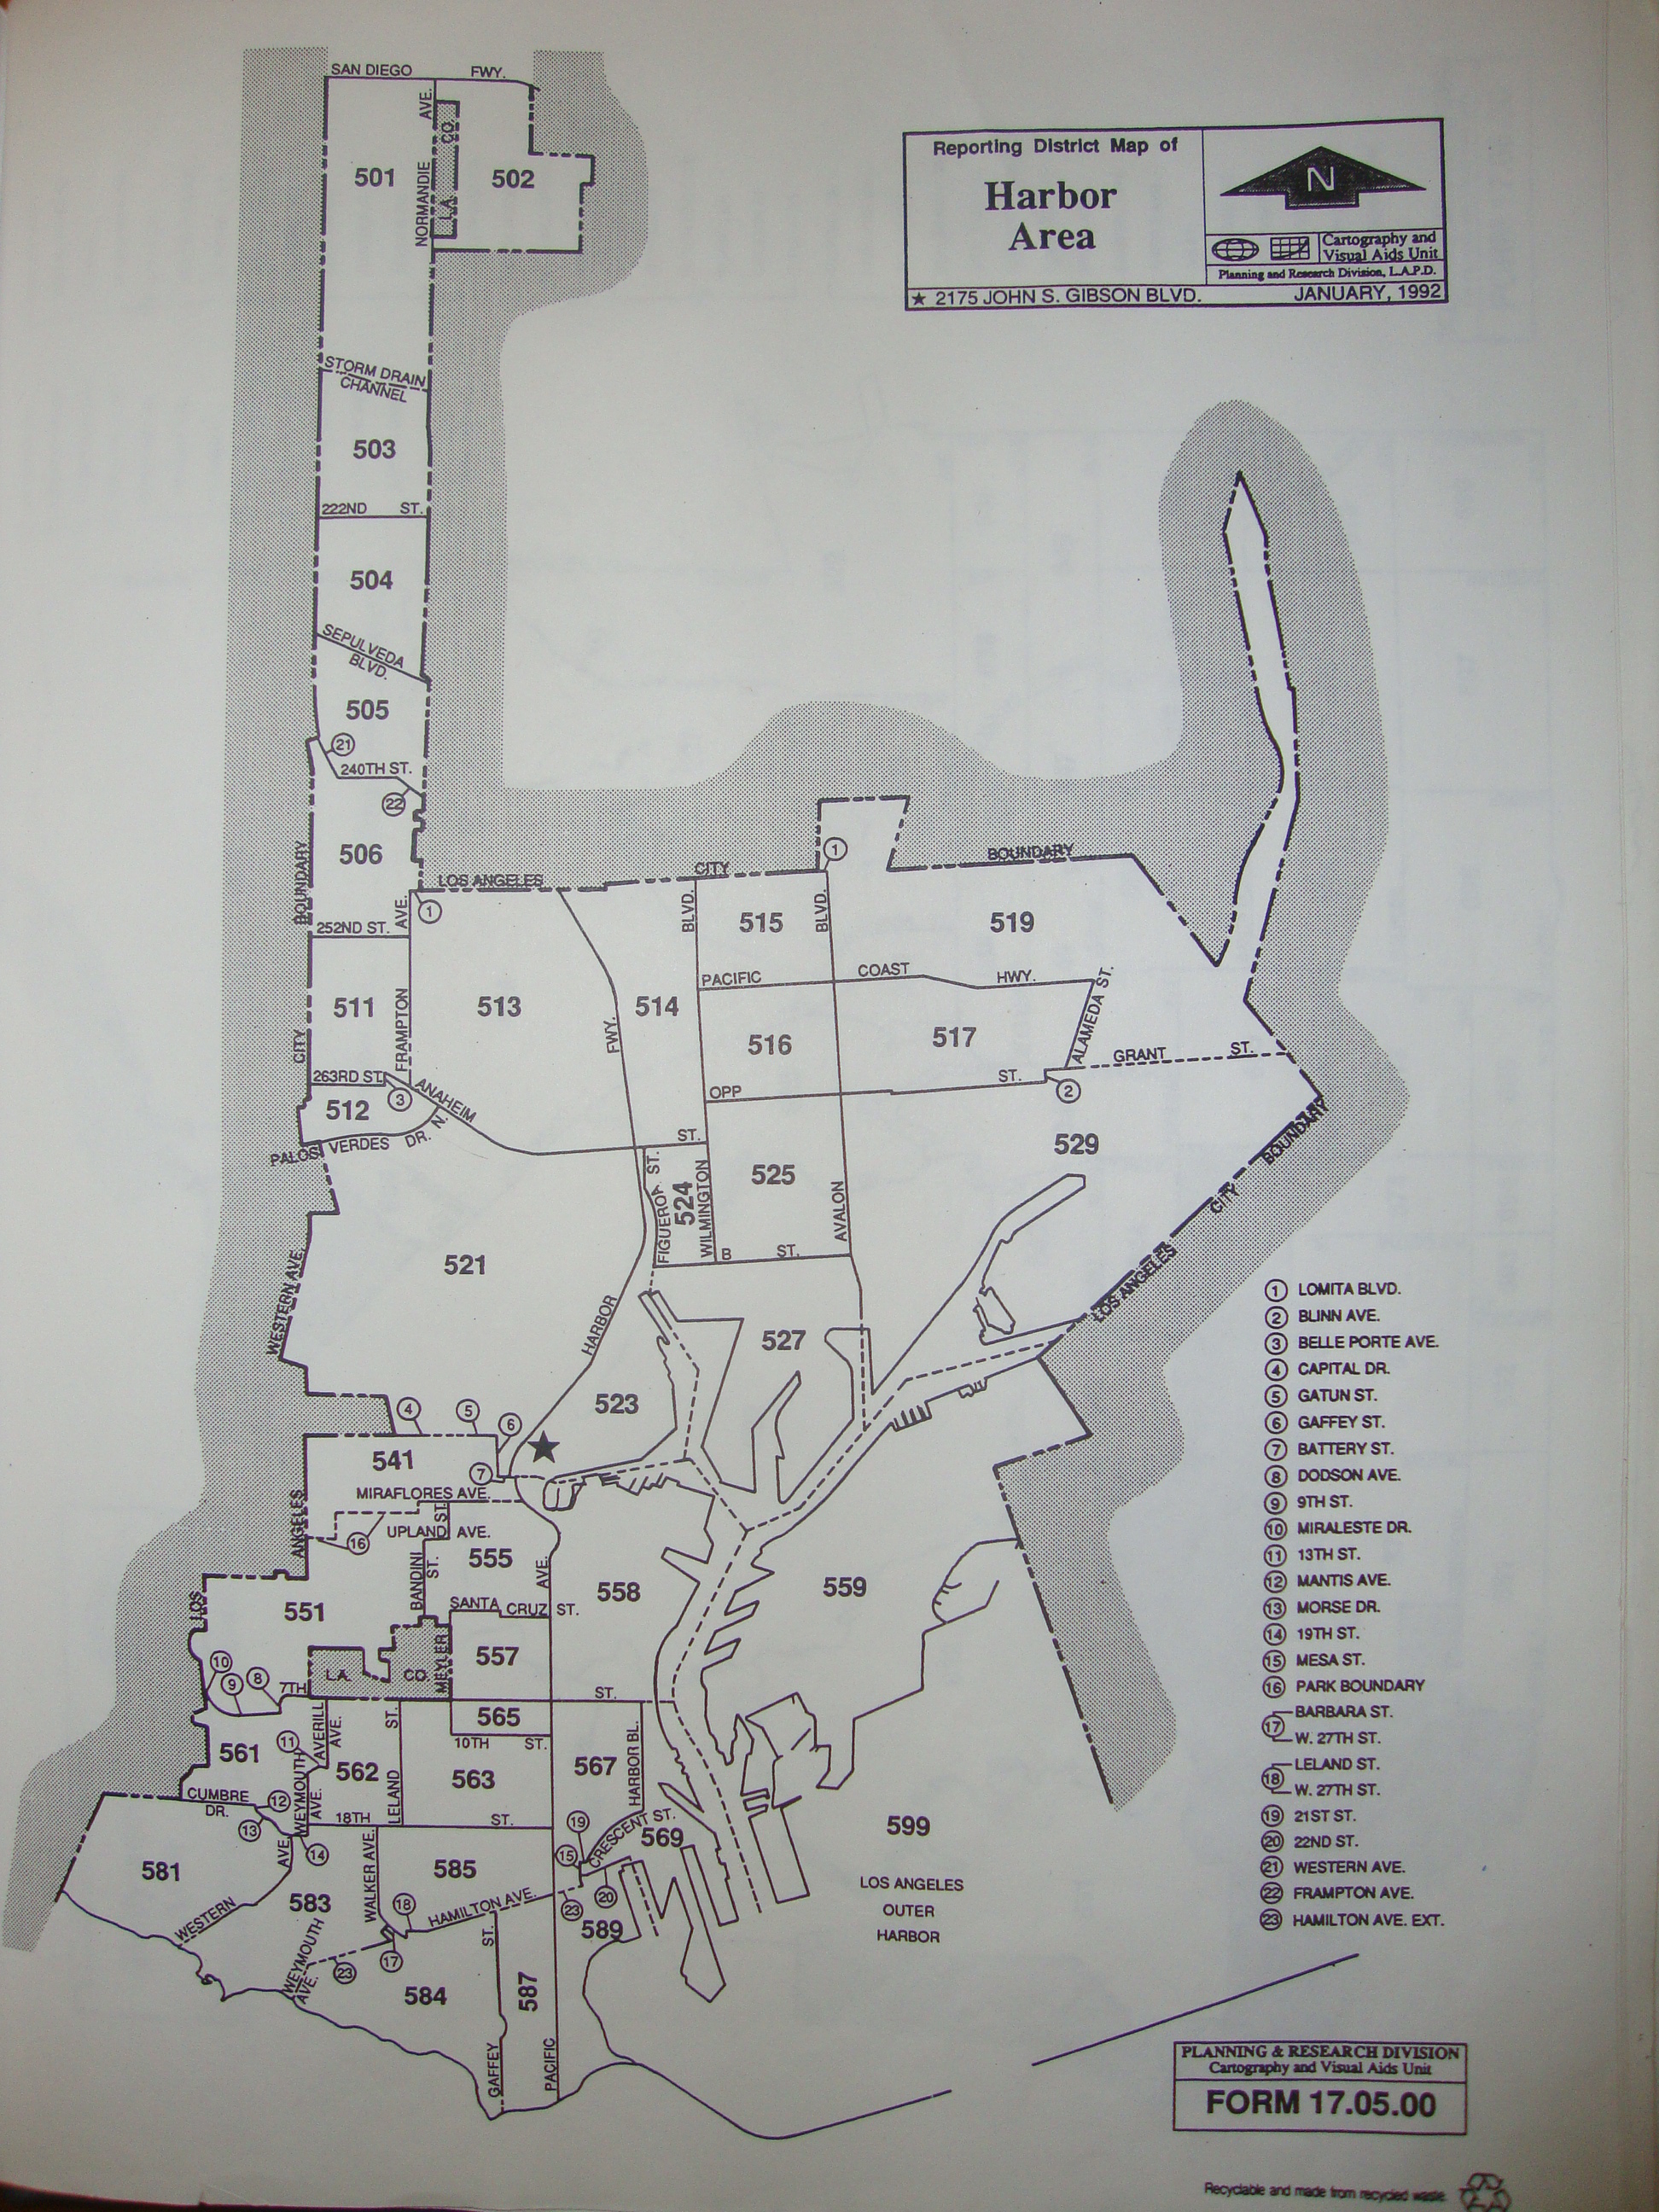 SAN DIEGO FWY.
Reporting District Map of
Harbor
Area
N
Cartography and
Visual Aids Unit
Planning and Research Division, L.A.P.D.
★ 2175 JOHN S. GIBSON BLVD. JANUARY, 1992
501
NORMANDIE AVE.
L.A. CO.
502
STORM DRAIN
CHANNEL
503
222ND ST.
504
SEPULVEDA
BLVD.
505
21
240TH ST.
22
506
CITY BOUNDARY
LOS ANGELES CITY BOUNDARY
1
1
252ND ST.
FRAMPTON AVE.
BLVD.
BLVD.
515
519
PACIFIC COAST HWY.
511
513
FWY.
514
516
517
ALAMEDA ST.
GRANT ST.
263RD ST.
3
ANAHEIM ST.
OPP ST.
2
512
PALOS VERDES DR. N.
529
FIGUEROA ST.
524
WILMINGTON
525
AVALON
B ST.
521
WESTERN AVE.
HARBOR
LOS ANGELES CITY BOUNDARY
527
523
4
5
6
★
541
7
MIRAFLORES AVE.
LOS ANGELES
16
UPLAND AVE.
ST.
BANDINI ST.
555
AVE.
558
559
551
SANTA CRUZ ST.
L.A. CO.
MEYLER
557
10
9
8
7TH ST.
565
10TH ST.
561
11
AVERILL AVE.
WEYMOUTH AVE.
562
LELAND ST.
563
567
HARBOR BL.
CUMBRE
DR.
12
13
14
18TH ST.
19
15
CRESCENT ST.
569
599
LOS ANGELES
OUTER
HARBOR
581
WESTERN AVE.
583
WALKER AVE.
585
18
HAMILTON AVE.
23
20
589
WEYMOUTH
AVE.
23
17
584
GAFFEY ST.
587
PACIFIC
1 LOMITA BLVD.
2 BLINN AVE.
3 BELLE PORTE AVE.
4 CAPITAL DR.
5 GATUN ST.
6 GAFFEY ST.
7 BATTERY ST.
8 DODSON AVE.
9 9TH ST.
10 MIRALESTE DR.
11 13TH ST.
12 MANTIS AVE.
13 MORSE DR.
14 19TH ST.
15 MESA ST.
16 PARK BOUNDARY
17 BARBARA ST.
W. 27TH ST.
18 LELAND ST.
W. 27TH ST.
19 21ST ST.
20 22ND ST.
21 WESTERN AVE.
22 FRAMPTON AVE.
23 HAMILTON AVE. EXT.
PLANNING & RESEARCH DIVISION
Cartography and Visual Aids Unit
FORM 17.05.00
Recyclable and made from recycled waste